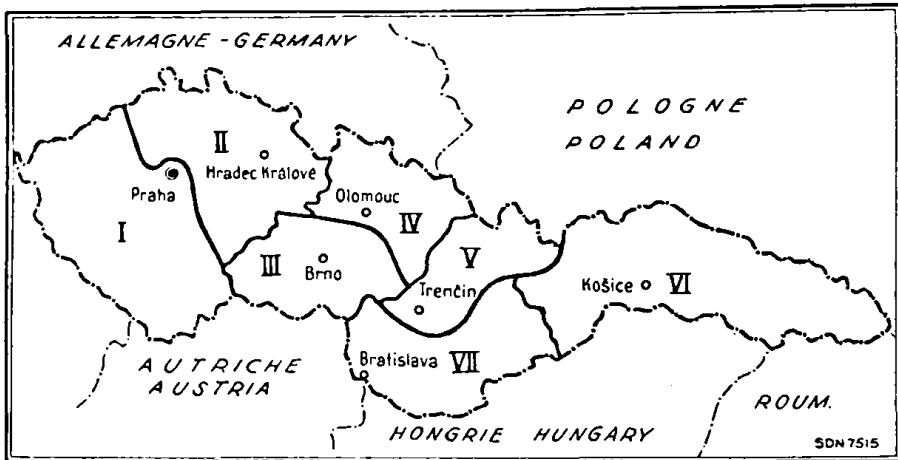 ALLEMAGNE - GERMANY
POLOGNE
POLAND
II
Hradec Králové
Praha
Olomouc
IV
I
V
III
Brno
Trenčin
Košice
VI
AUTRICHE
AUSTRIA
Bratislava
VII
ROUM.
HONGRIE HUNGARY
SDN 7515